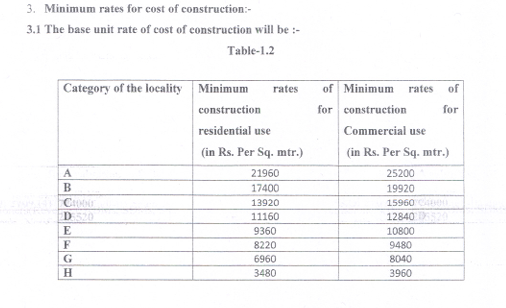 3. Minimum rates for cost of construction:-
3.1 The base unit rate of cost of construction will be :-
Table-1.2
Category of the locality Minimum rates of construction for residential use (in Rs. Per Sq. mtr.) Minimum rates of construction for Commercial use (in Rs. Per Sq. mtr.)
A 21960 25200
B 17400 19920
C 13920 15960
D 11160 12840
E 9360 10800
F 8220 9480
G 6960 8040
H 3480 3960